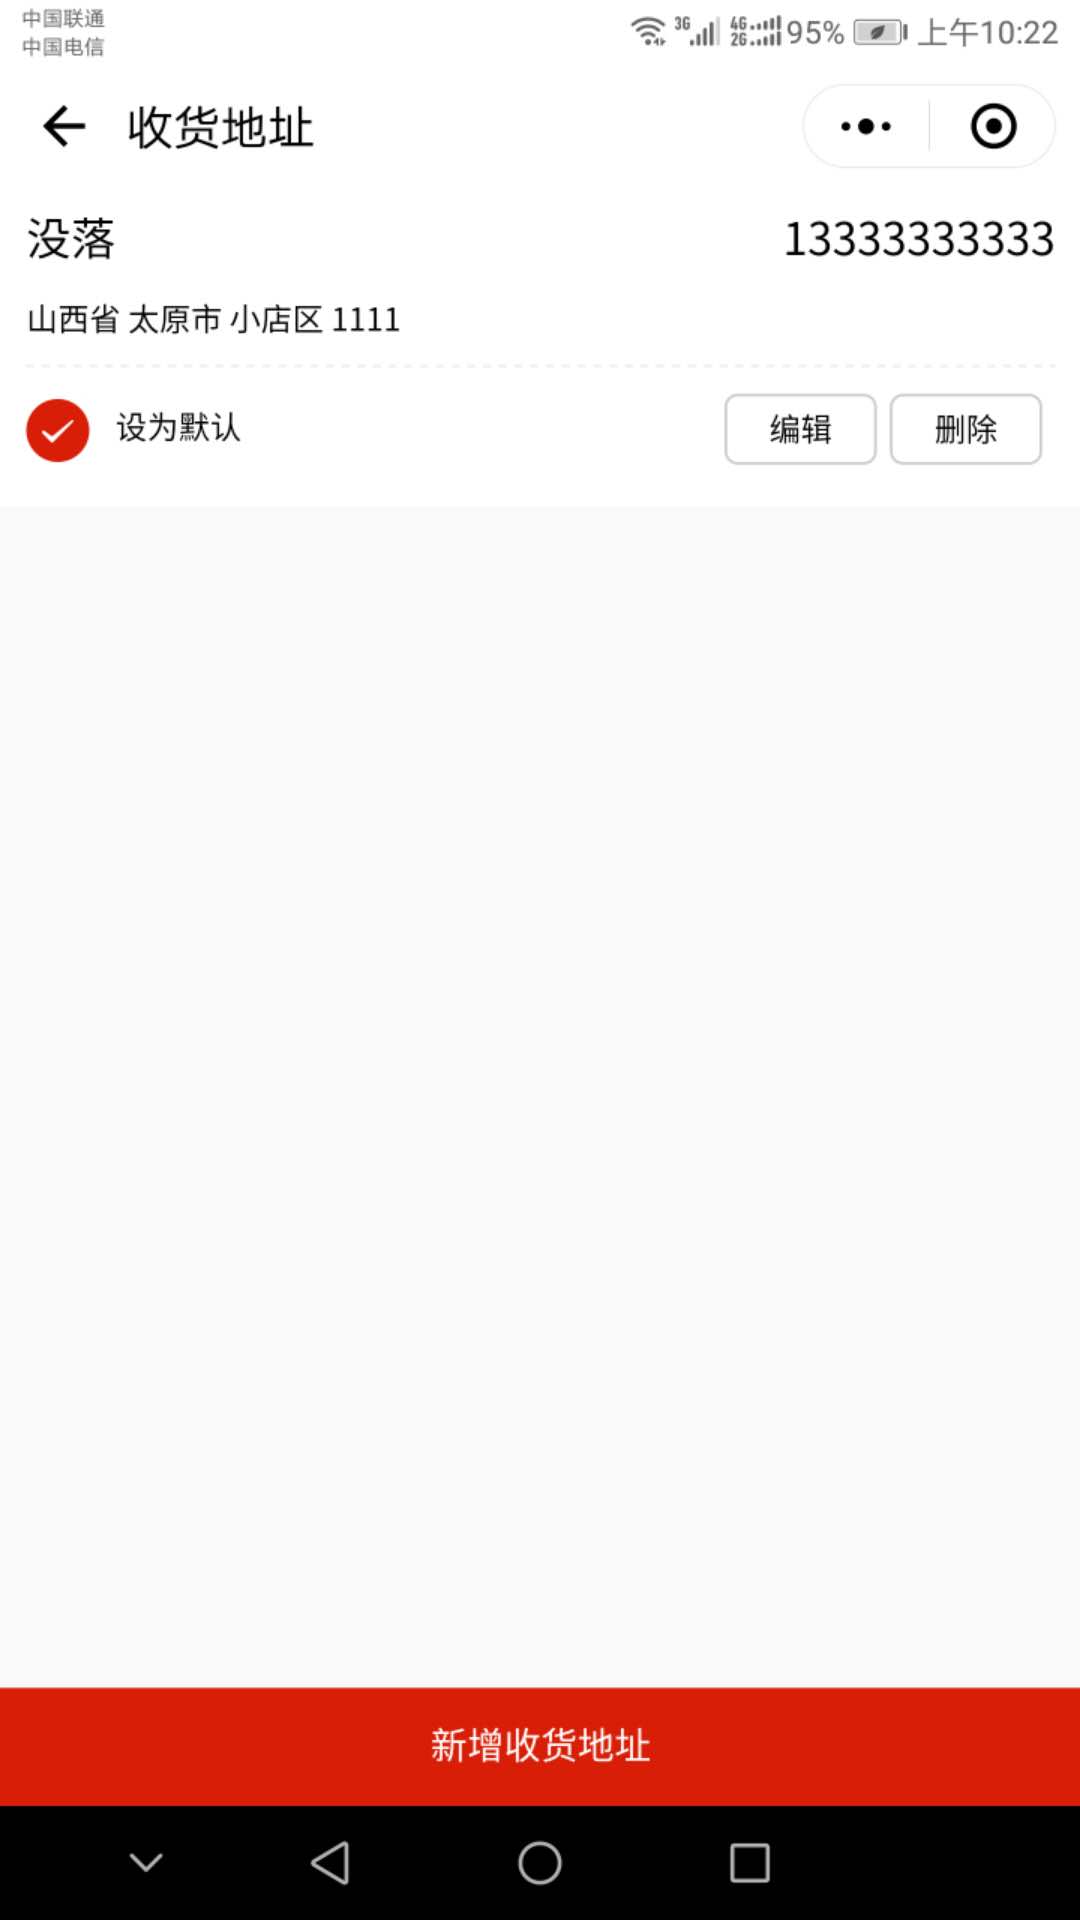 中国联通
中国电信
3G 4G 2G 95% 上午10:22
收货地址
没落 13333333333
山西省 太原市 小店区 1111
设为默认 编辑 删除
新增收货地址